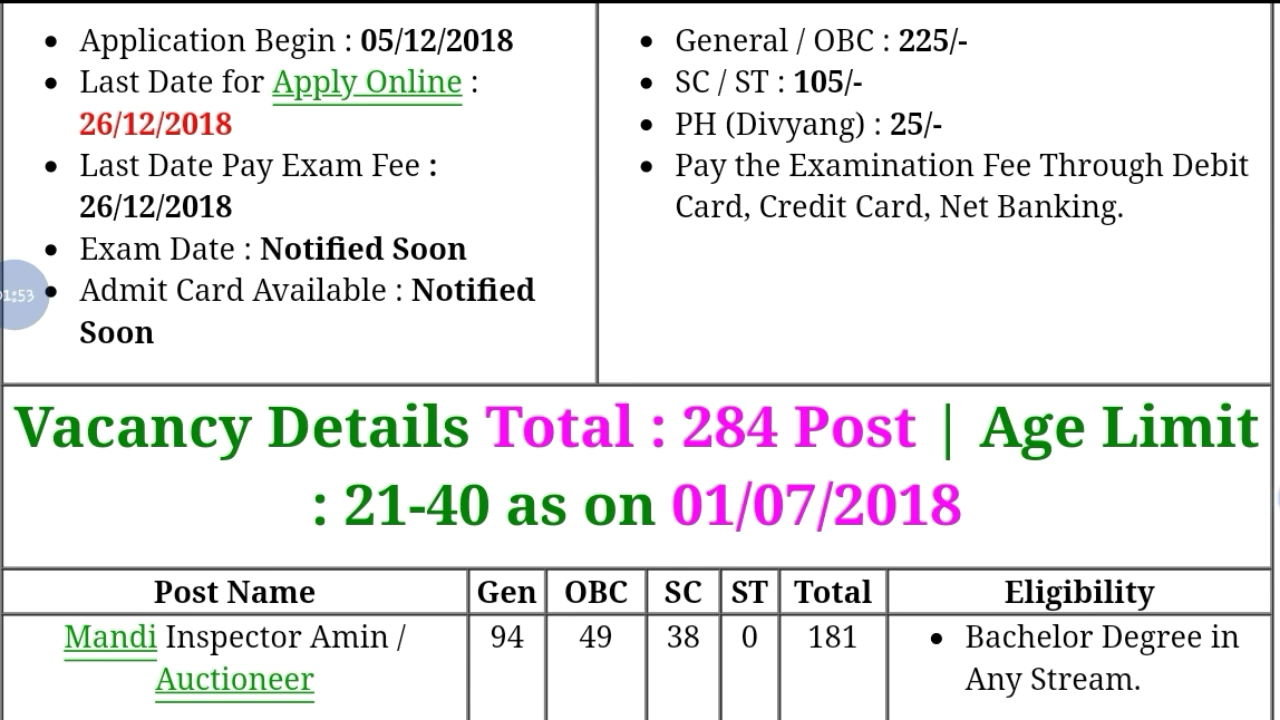 • Application Begin : 05/12/2018
• Last Date for Apply Online :
26/12/2018
• Last Date Pay Exam Fee :
26/12/2018
• Exam Date : Notified Soon
• Admit Card Available : Notified
Soon
1:53
• General / OBC : 225/-
• SC / ST : 105/-
• PH (Divyang) : 25/-
• Pay the Examination Fee Through Debit
Card, Credit Card, Net Banking.
Vacancy Details Total : 284 Post | Age Limit
: 21-40 as on 01/07/2018
Post Name Gen OBC SC ST Total Eligibility
Mandi Inspector Amin / 94 49 38 0 181 • Bachelor Degree in
Auctioneer Any Stream.